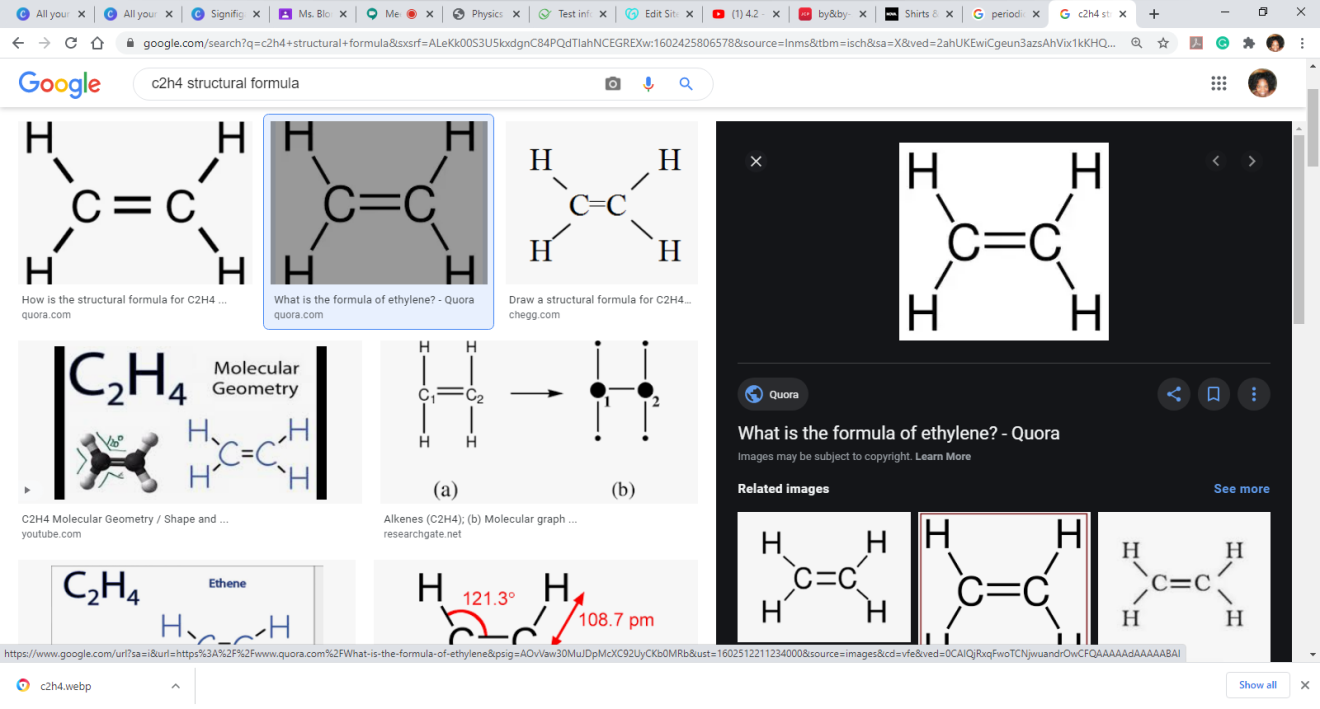 All your
All your
Signifig
Ms. Blo
Me
Physics
Test inf
Edit Site
(1) 4.2 -
by&by-
Shirts &
periodic
c2h4 str
google.com/search?q=c2h4+structural+formula&sxsrf=ALeKk00S3U5kxdgnC84PQdTIahNCEGREXw:1602425806578&source=lnms&tbm=isch&sa=X&ved=2ahUKEwiCgeun3azsAhVix1kKHQ...
Google
c2h4 structural formula
H H
C = C
H H
How is the structural formula for C2H4 ...
quora.com
H H
C=C
H H
What is the formula of ethylene? - Quora
quora.com
H H
C=C
H H
Draw a structural formula for C2H4...
chegg.com
C2H4 Molecular
Geometry
H H
C=C
H H
C2H4 Molecular Geometry / Shape and ...
youtube.com
H H
C1 C2
H H
1 2
(a) (b)
Alkenes (C2H4); (b) Molecular graph ...
researchgate.net
C2H4 Ethene
H H
H H
121.3°
108.7 pm
C C
H H
C=C
H H
Quora
What is the formula of ethylene? - Quora
Images may be subject to copyright. Learn More
Related images See more
H H
C=C
H H
H H
C=C
H H
H H
C=C
H H
https://www.google.com/url?sa=i&url=https%3A%2F%2Fwww.quora.com%2FWhat-is-the-formula-of-ethylene&psig=AOvVaw30MuJDpMcXC92UyCKb0MRb&ust=1602512211234000&source=images&cd=vfe&ved=0CAIQjRxqFwoTCNjwuandrOwCFQAAAAAdAAAAABAI
c2h4.webp
Show all